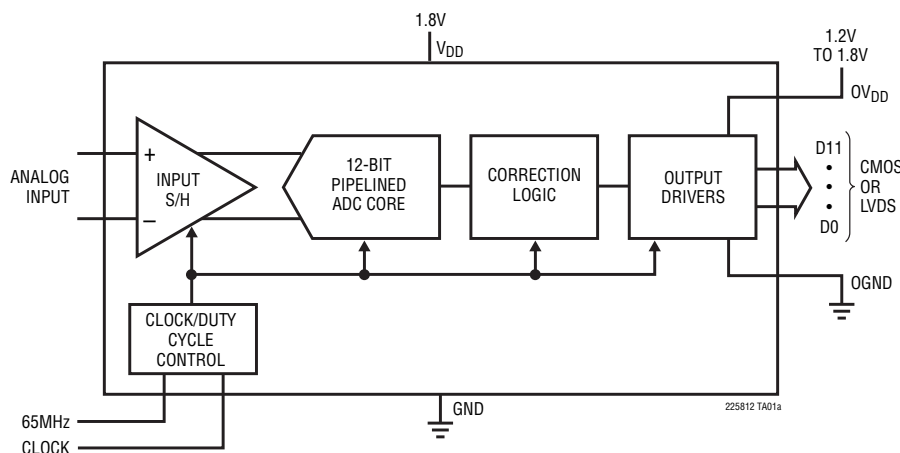 1.8V
VDD
1.2V
TO 1.8V
OVDD
ANALOG
INPUT
+
−
INPUT
S/H
12-BIT
PIPELINED
ADC CORE
CORRECTION
LOGIC
OUTPUT
DRIVERS
D11
•
•
•
D0
CMOS
OR
LVDS
OGND
CLOCK/DUTY
CYCLE
CONTROL
65MHz
CLOCK
GND
225812 TA01a